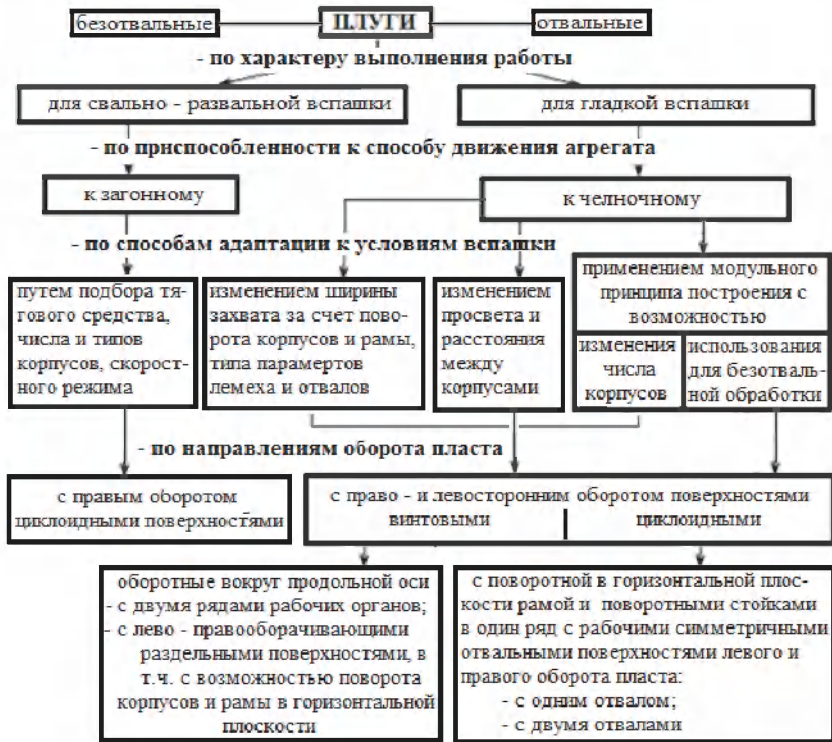 безотвальные
ПЛУГИ
отвальные
- по характеру выполнения работы
для свально - развальной вспашки
для гладкой вспашки
- по приспособленности к способу движения агрегата
к загонному
к челночному
- по способам адаптации к условиям вспашки
путем подбора тя-
гового средства,
числа и типов
корпусов, скорост-
ного режима
изменением ширины
захвата за счет пово-
рота корпусов и рамы,
типа парамертов
лемеха и отвалов
изменением
просвета и
расстояния
между
корпусами
применением модульного
принципа построения с
возможностью
изменения
числа
корпусов
использования
для безотваль-
ной обработки
- по направлениям оборота пласта
с правым оборотом
циклоидными поверхностями
с право - и левосторонним оборотом поверхностями
винтовыми
циклоидными
оборотные вокруг продольной оси
- с двумя рядами рабочих органов;
- с лево - правооборачивающими
раздельными поверхностями, в
т.ч. с возможностью поворота
корпусов и рамы в горизонтальной
плоскости
с поворотной в горизонтальной плос-
кости рамой и поворотными стойками
в один ряд с рабочими симметричными
отвальными поверхностями левого и
правого оборота пласта:
- с одним отвалом;
- с двумя отвалами